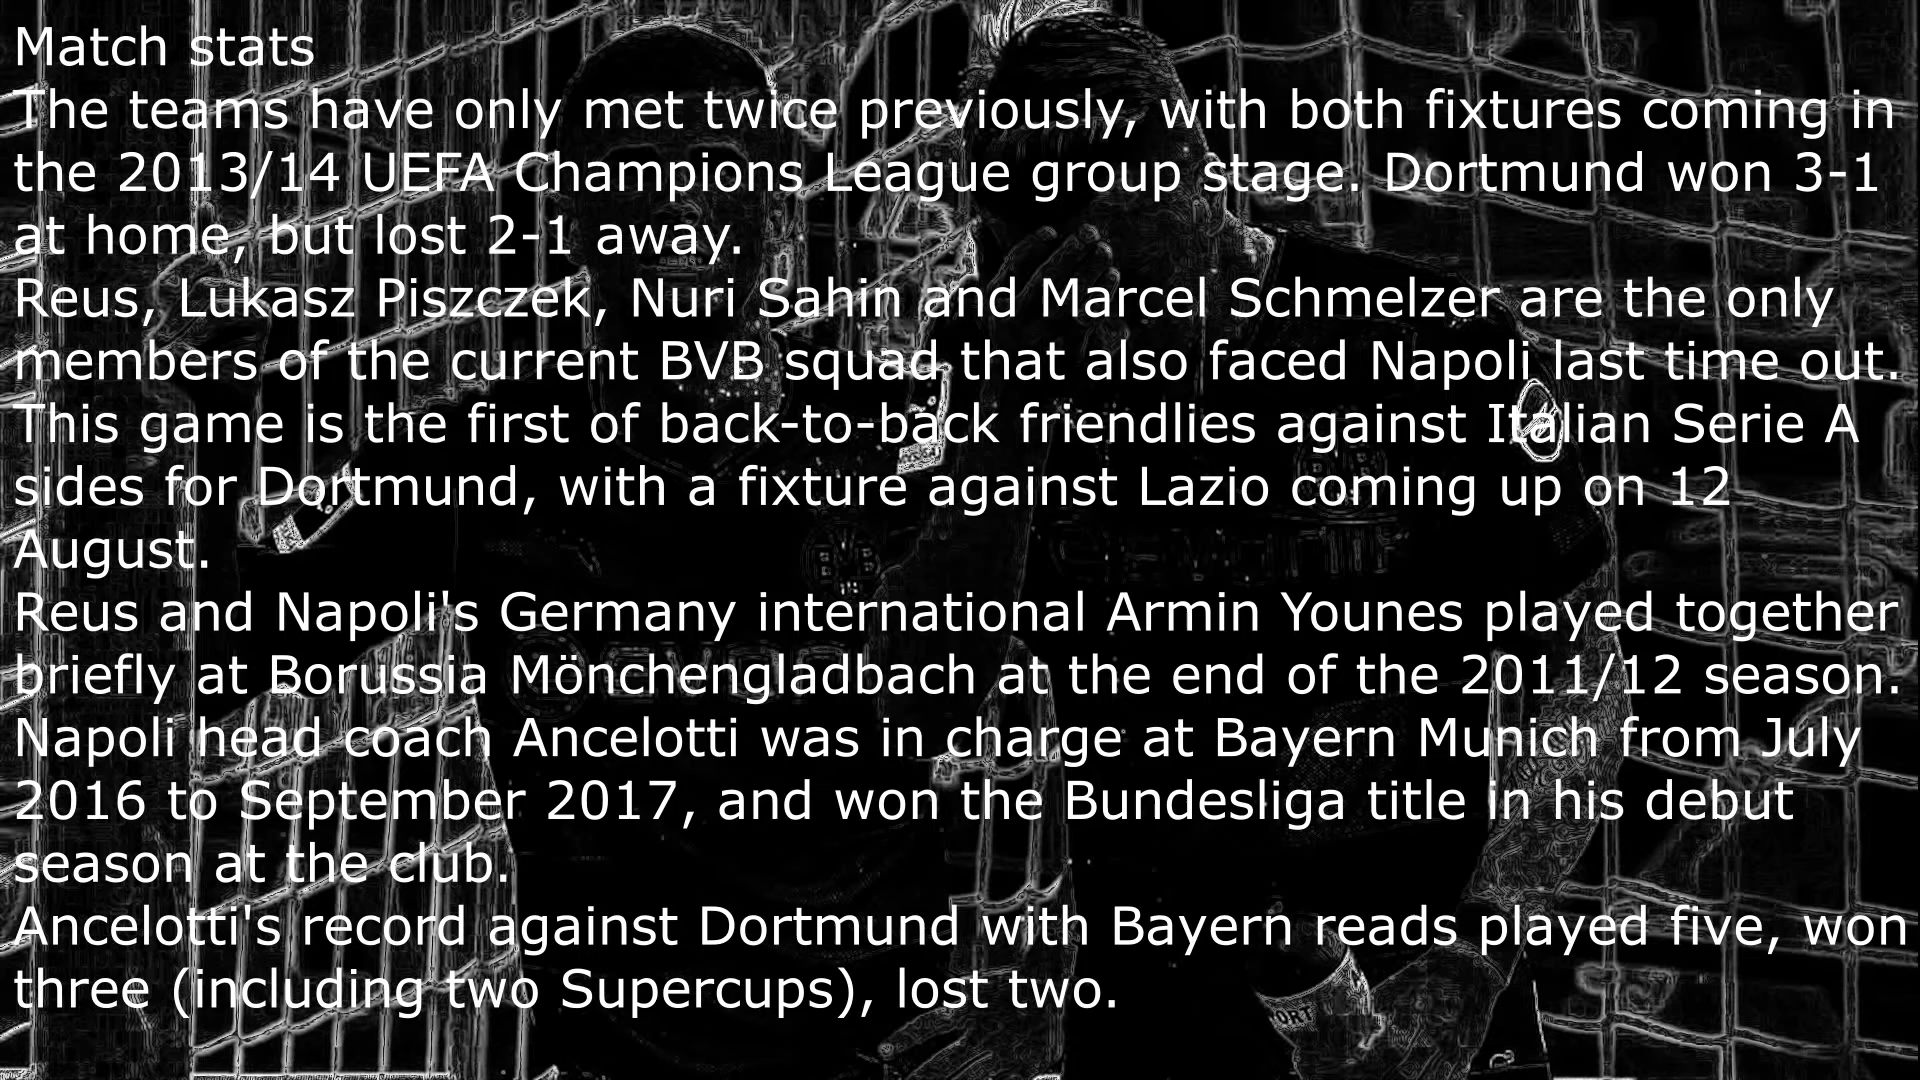 Match stats
The teams have only met twice previously, with both fixtures coming in
the 2013/14 UEFA Champions League group stage. Dortmund won 3-1
at home, but lost 2-1 away.
Reus, Lukasz Piszczek, Nuri Sahin and Marcel Schmelzer are the only
members of the current BVB squad that also faced Napoli last time out.
This game is the first of back-to-back friendlies against Italian Serie A
sides for Dortmund, with a fixture against Lazio coming up on 12
August.
Reus and Napoli's Germany international Armin Younes played together
briefly at Borussia Mönchengladbach at the end of the 2011/12 season.
Napoli head coach Ancelotti was in charge at Bayern Munich from July
2016 to September 2017, and won the Bundesliga title in his debut
season at the club.
Ancelotti's record against Dortmund with Bayern reads played five, won
three (including two Supercups), lost two.